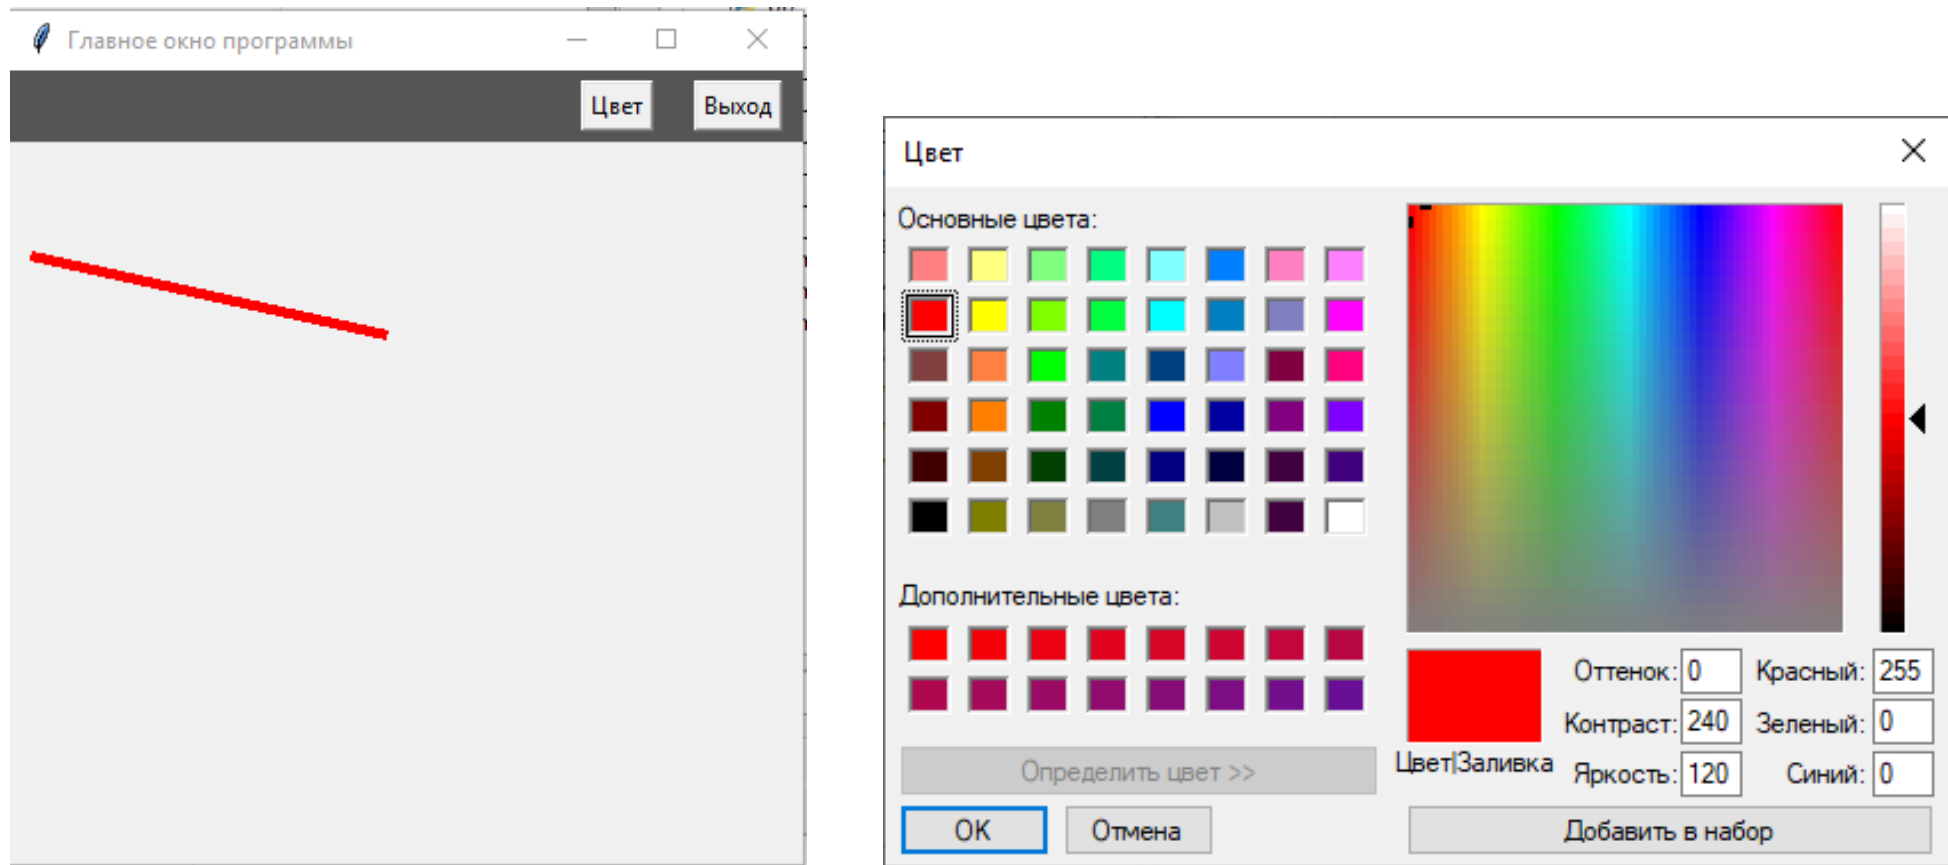 Главное окно программы
Цвет Выход
Цвет
Основные цвета:
Дополнительные цвета:
Определить цвет >>
OK Отмена
Оттенок: 0 Красный: 255
Контраст: 240 Зеленый: 0
Цвет|Заливка Яркость: 120 Синий: 0
Добавить в набор